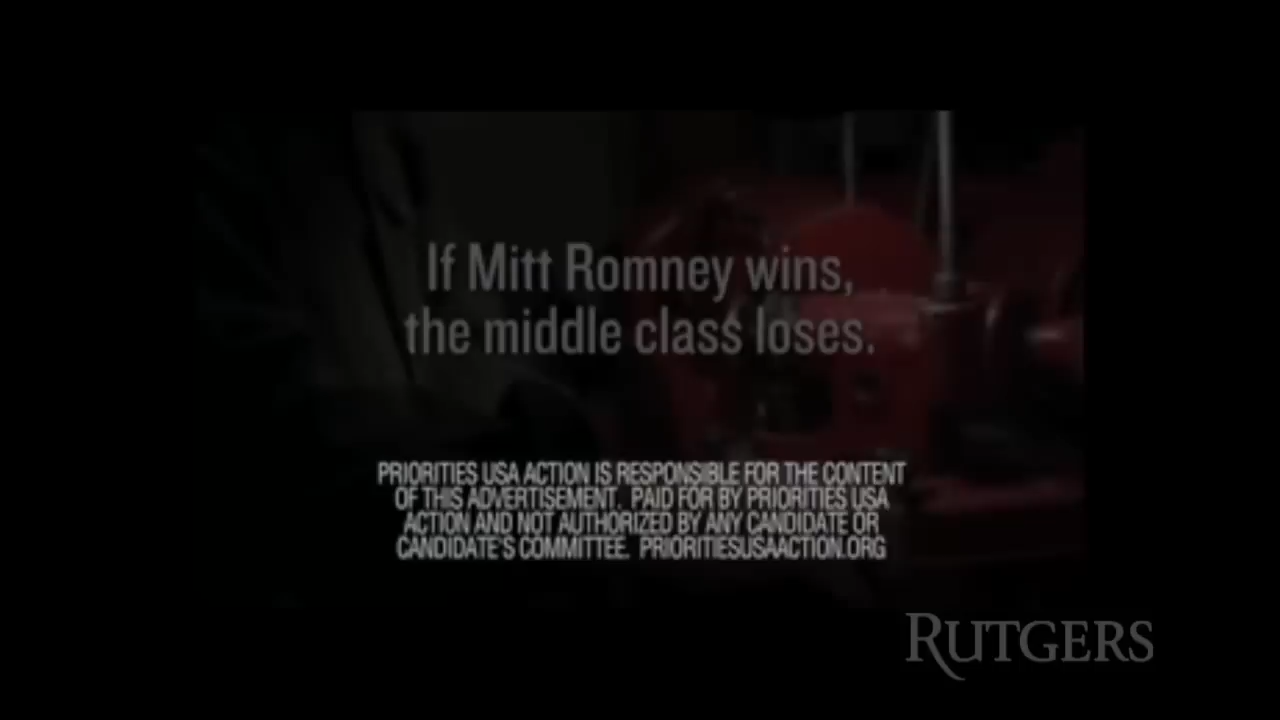 If Mitt Romney wins,
the middle class loses.
PRIORITIES USA ACTION IS RESPONSIBLE FOR THE CONTENT
OF THIS ADVERTISEMENT. PAID FOR BY PRIORITIES USA
ACTION AND NOT AUTHORIZED BY ANY CANDIDATE OR
CANDIDATE'S COMMITTEE. PRIORITIESUSAACTION.ORG
RUTGERS